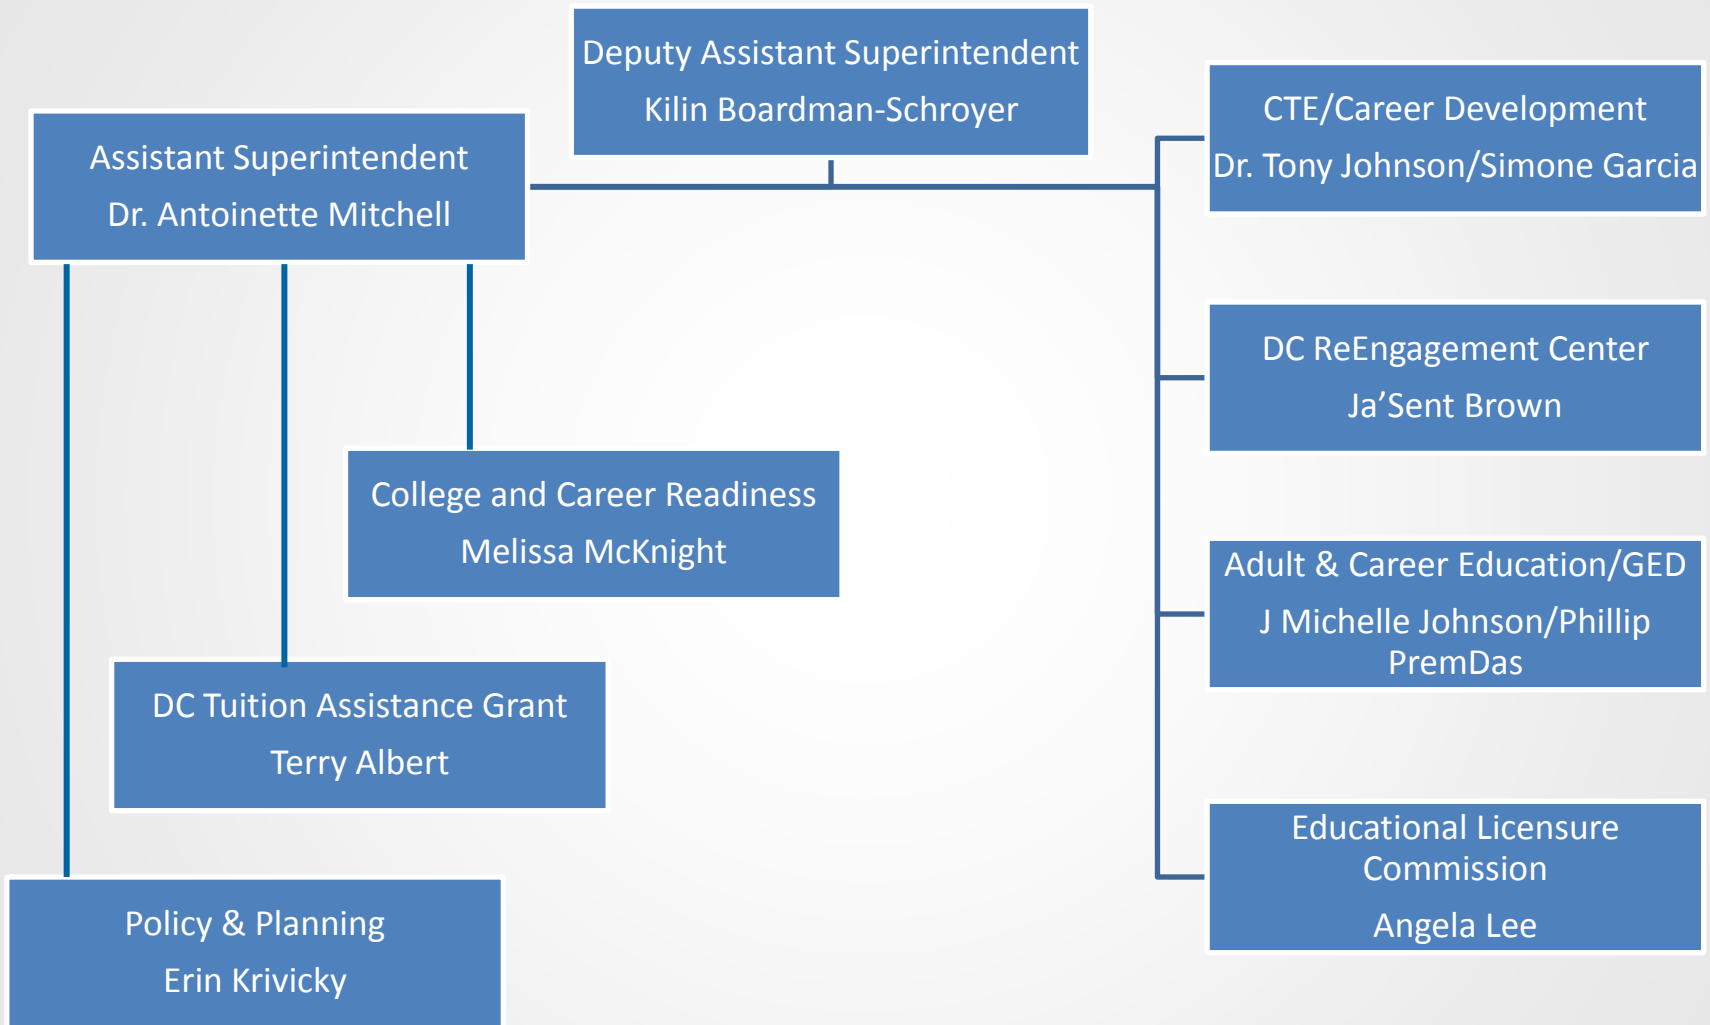 Deputy Assistant Superintendent
Kilin Boardman-Schroyer
Assistant Superintendent
Dr. Antoinette Mitchell
CTE/Career Development
Dr. Tony Johnson/Simone Garcia
DC ReEngagement Center
Ja’Sent Brown
College and Career Readiness
Melissa McKnight
Adult & Career Education/GED
J Michelle Johnson/Phillip
PremDas
DC Tuition Assistance Grant
Terry Albert
Educational Licensure
Commission
Angela Lee
Policy & Planning
Erin Krivicky